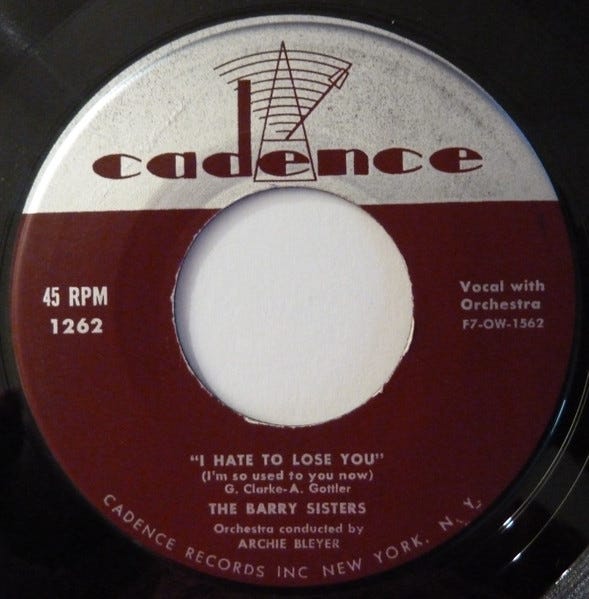 cadence
45 RPM
1262
Vocal with
Orchestra
F7-OW-1562
"I HATE TO LOSE YOU"
(I'm so used to you now)
G. Clarke-A. Gottler
THE BARRY SISTERS
Orchestra conducted by
ARCHIE BLEYER
CADENCE RECORDS INC NEW YORK, N.Y.